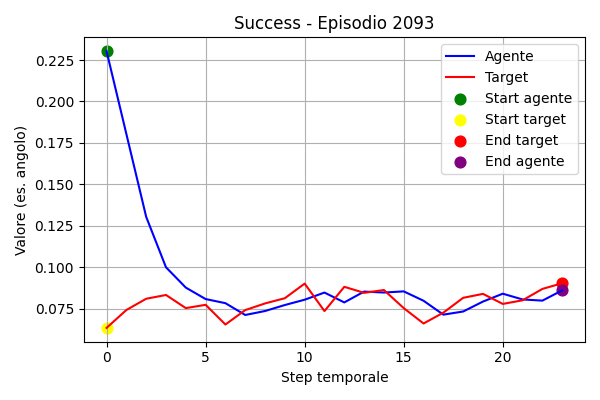 Success - Episodio 2093
Valore (es. angolo)
0.225
0.200
0.175
0.150
0.125
0.100
0.075
Agente
Target
Start agente
Start target
End target
End agente
0 5 10 15 20
Step temporale